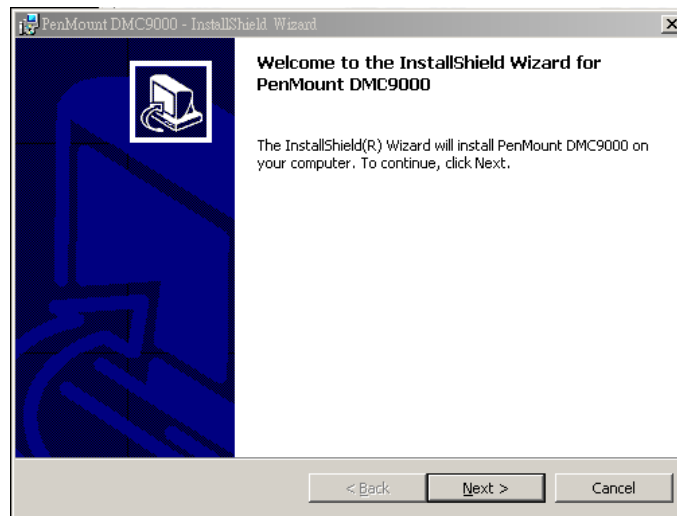 PenMount DMC9000 - InstallShield Wizard
Welcome to the InstallShield Wizard for
PenMount DMC9000
The InstallShield(R) Wizard will install PenMount DMC9000 on
your computer. To continue, click Next.
< Back
Next >
Cancel